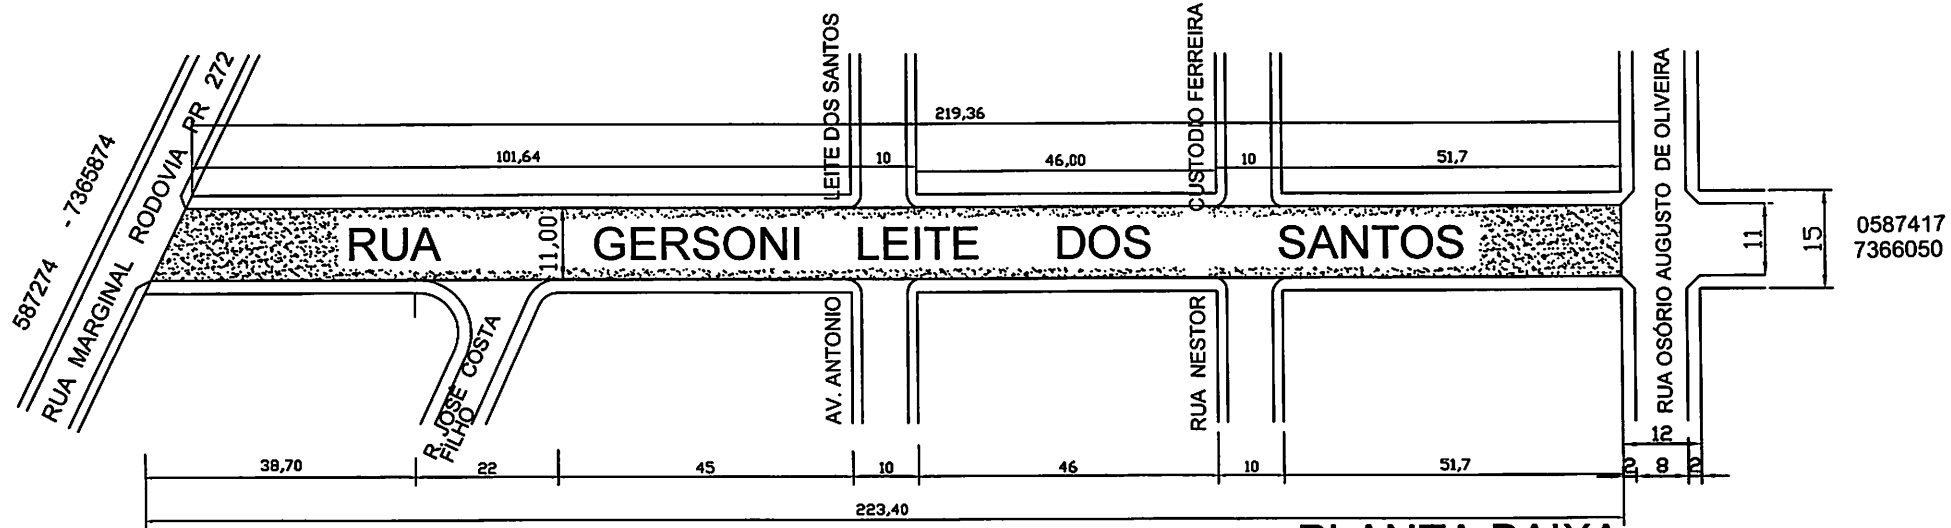 RUA MARGINAL RODOVIA PR 272
587274 - 7365874
LEITE DOS SANTOS
CUSTODIO FERREIRA
RUA OSÓRIO AUGUSTO DE OLIVEIRA
219,36
101,64 10 46,00 10 51,7
RUA 11,00 GERSONI LEITE DOS SANTOS
11 15
0587417
7366050
R. JOSÉ COSTA
FILHO
AV. ANTONIO
RUA NESTOR
12
38,70 22 45 10 46 10 51,7 2 8 2
223,40
PLANTA BAIXA